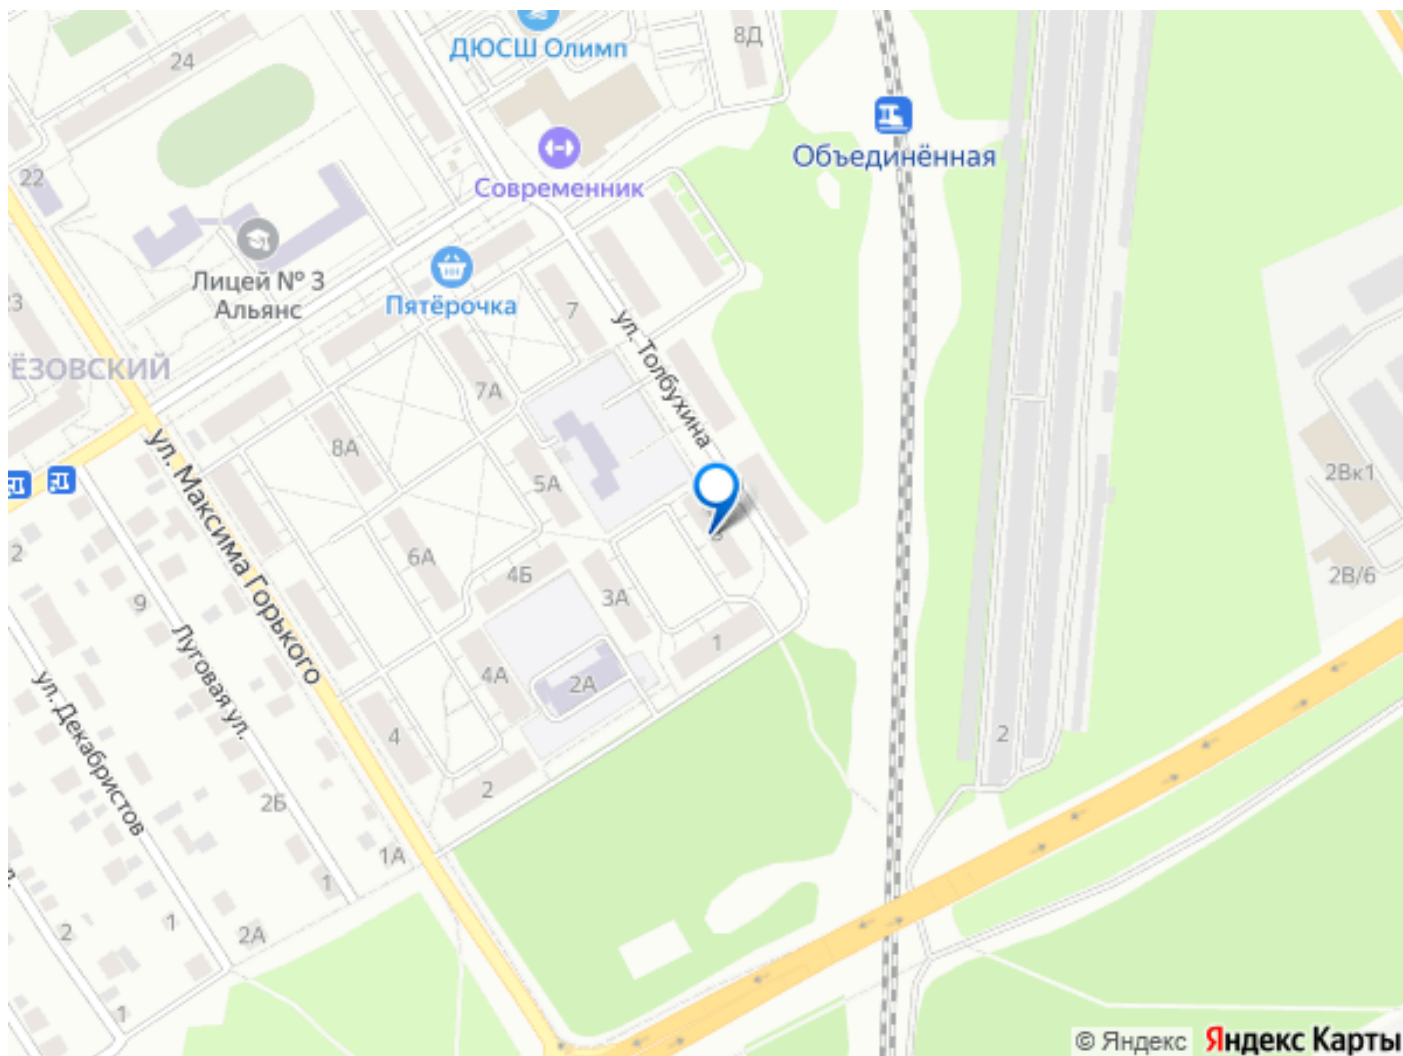 ДЮСШ Олимп
8Д
24
Объединённая
22
Современник
Лицей № 3
Альянс
Пятёрочка
7
ул. Толбухина
ЁЗОВСКИЙ
7А
ул. Максима Горького
8А
5А
2Вк1
6А
4Б
3А
2В/6
9
Луговая ул.
1
4А
2А
ул. Декабристов
4
2
2
2Б
1А
1
1
2
2А
1
© Яндекс Яндекс Карты